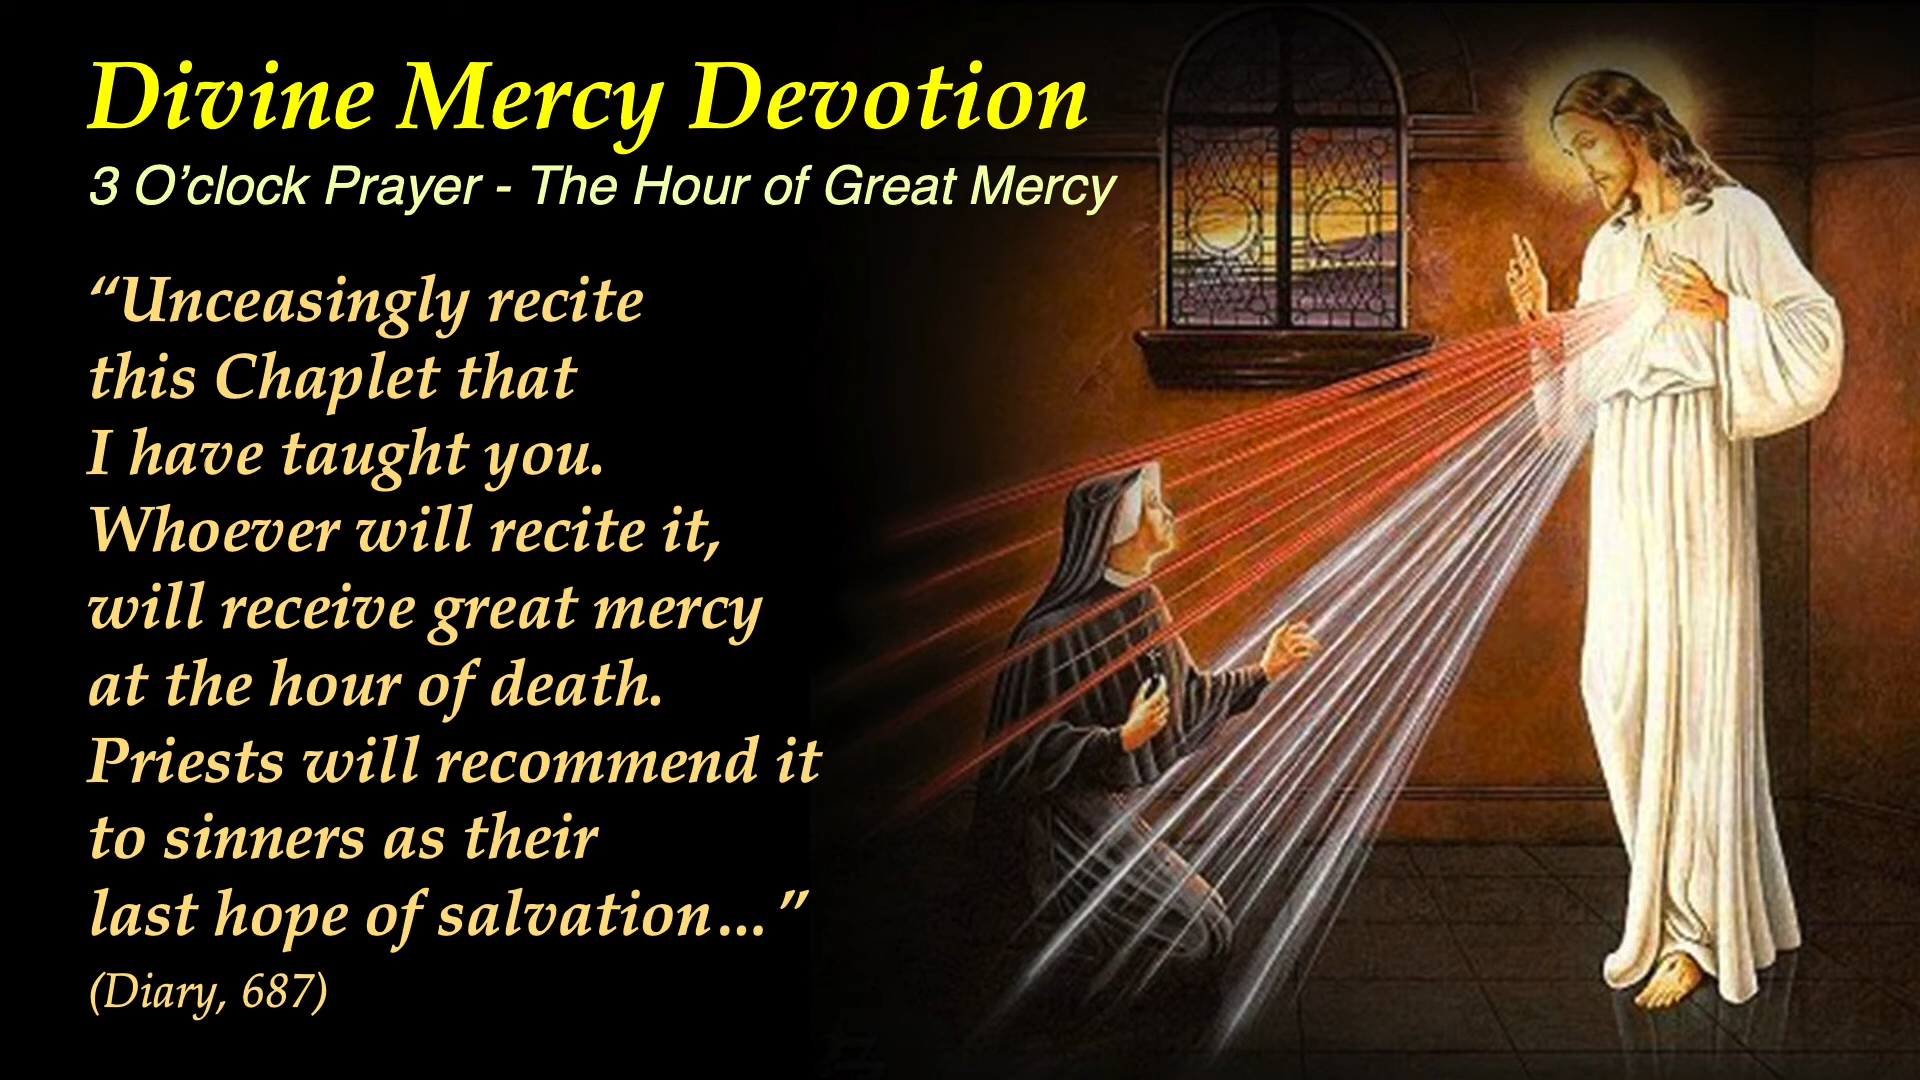 Divine Mercy Devotion
3 O’clock Prayer - The Hour of Great Mercy
“Unceasingly recite
this Chaplet that
I have taught you.
Whoever will recite it,
will receive great mercy
at the hour of death.
Priests will recommend it
to sinners as their
last hope of salvation...”
(Diary, 687)